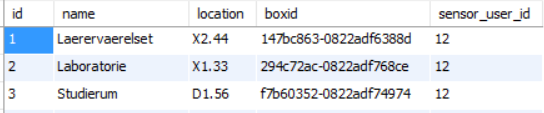 id name location boxid sensor_user_id
1 Laerervaerelset X2.44 147bc863-0822adf6388d 12
2 Laboratorie X1.33 294c72ac-0822adf768ce 12
3 Studierum D1.56 f7b60352-0822adf74974 12